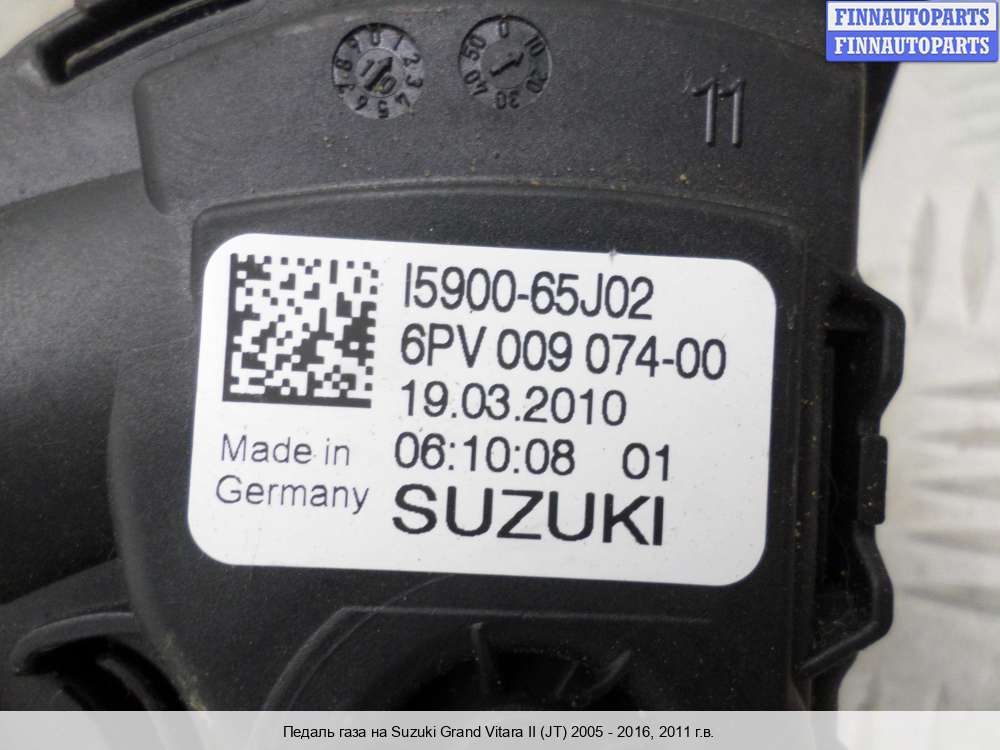 FINNAUTOPARTS
FINNAUTOPARTS
11
I5900-65J02
6PV 009 074-00
19.03.2010
06:10:08 01
Made in
Germany
SUZUKI
Педаль газа на Suzuki Grand Vitara II (JT) 2005 - 2016, 2011 г.в.